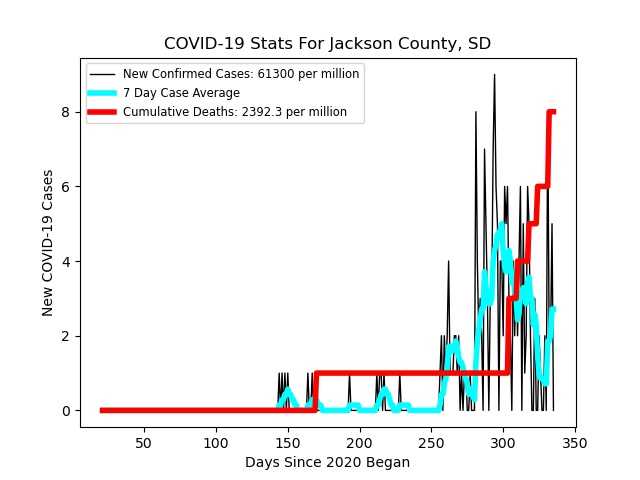 COVID-19 Stats For Jackson County, SD
New Confirmed Cases: 61300 per million
7 Day Case Average
Cumulative Deaths: 2392.3 per million
8
6
4
2
0
New COVID-19 Cases
50 100 150 200 250 300 350
Days Since 2020 Began